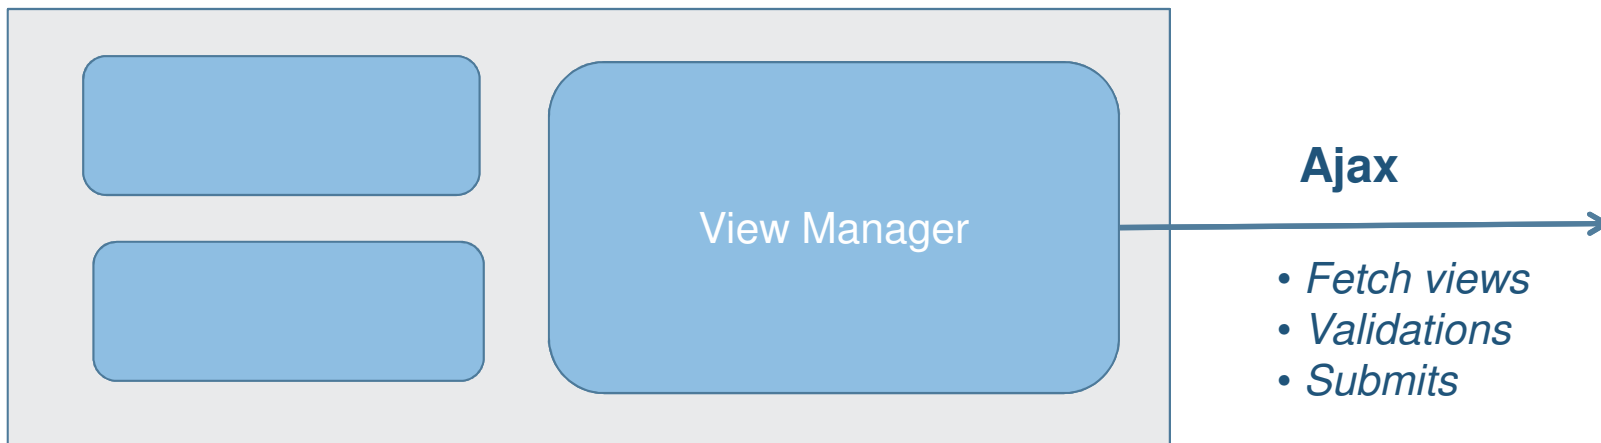 View Manager
Ajax
• Fetch views
• Validations
• Submits